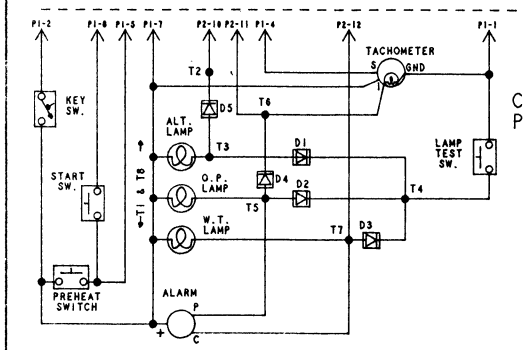 P1-2 P1-6 P1-5 P1-7 P2-10 P2-11 P1-4 P2-12 P1-1
TACHOMETER
S GND
I
T2
KEY
SW.
D5
T6
ALT.
LAMP
T3
D1
LAMP
TEST
SW.
START
SW.
T1 & T8
O.P.
LAMP
D4
D2
T4
T5
W.T.
LAMP
T7
D3
PREHEAT
SWITCH
ALARM
P
+
C
C
P